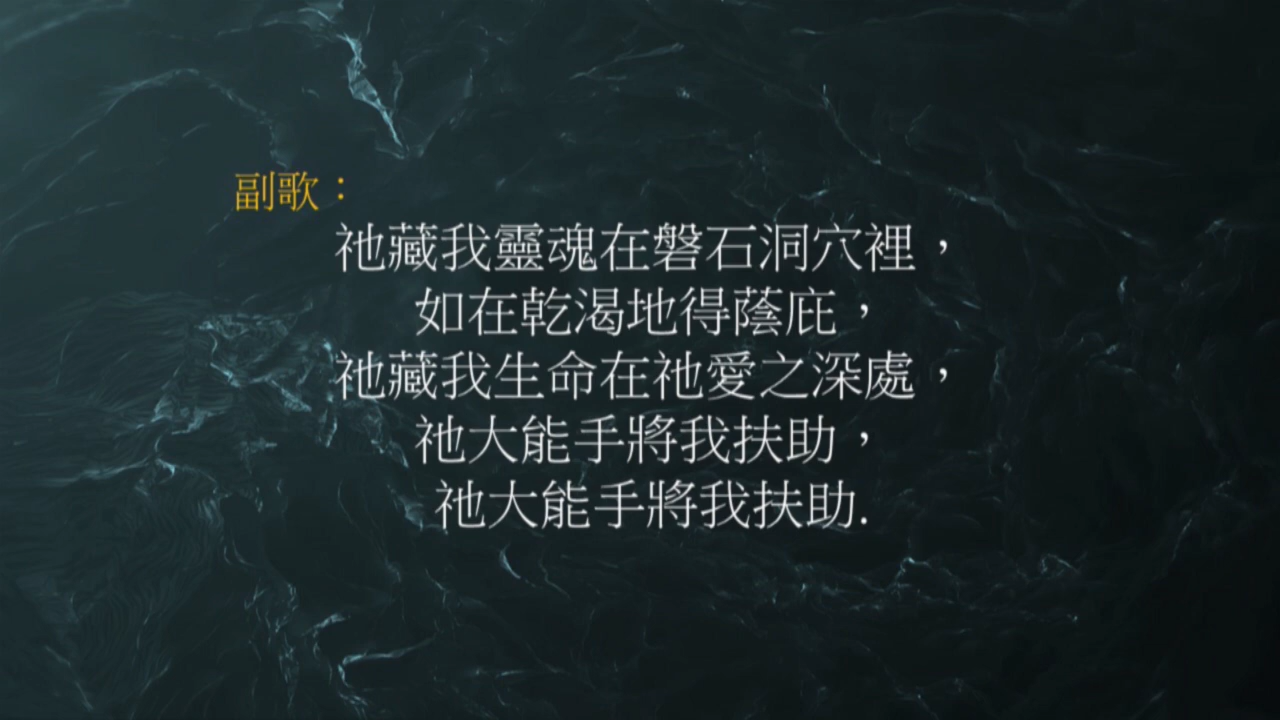 副歌：
祂藏我靈魂在磐石洞穴裡，
如在乾渴地得蔭庇，
祂藏我生命在祂愛之深處，
祂大能手將我扶助，
祂大能手將我扶助.